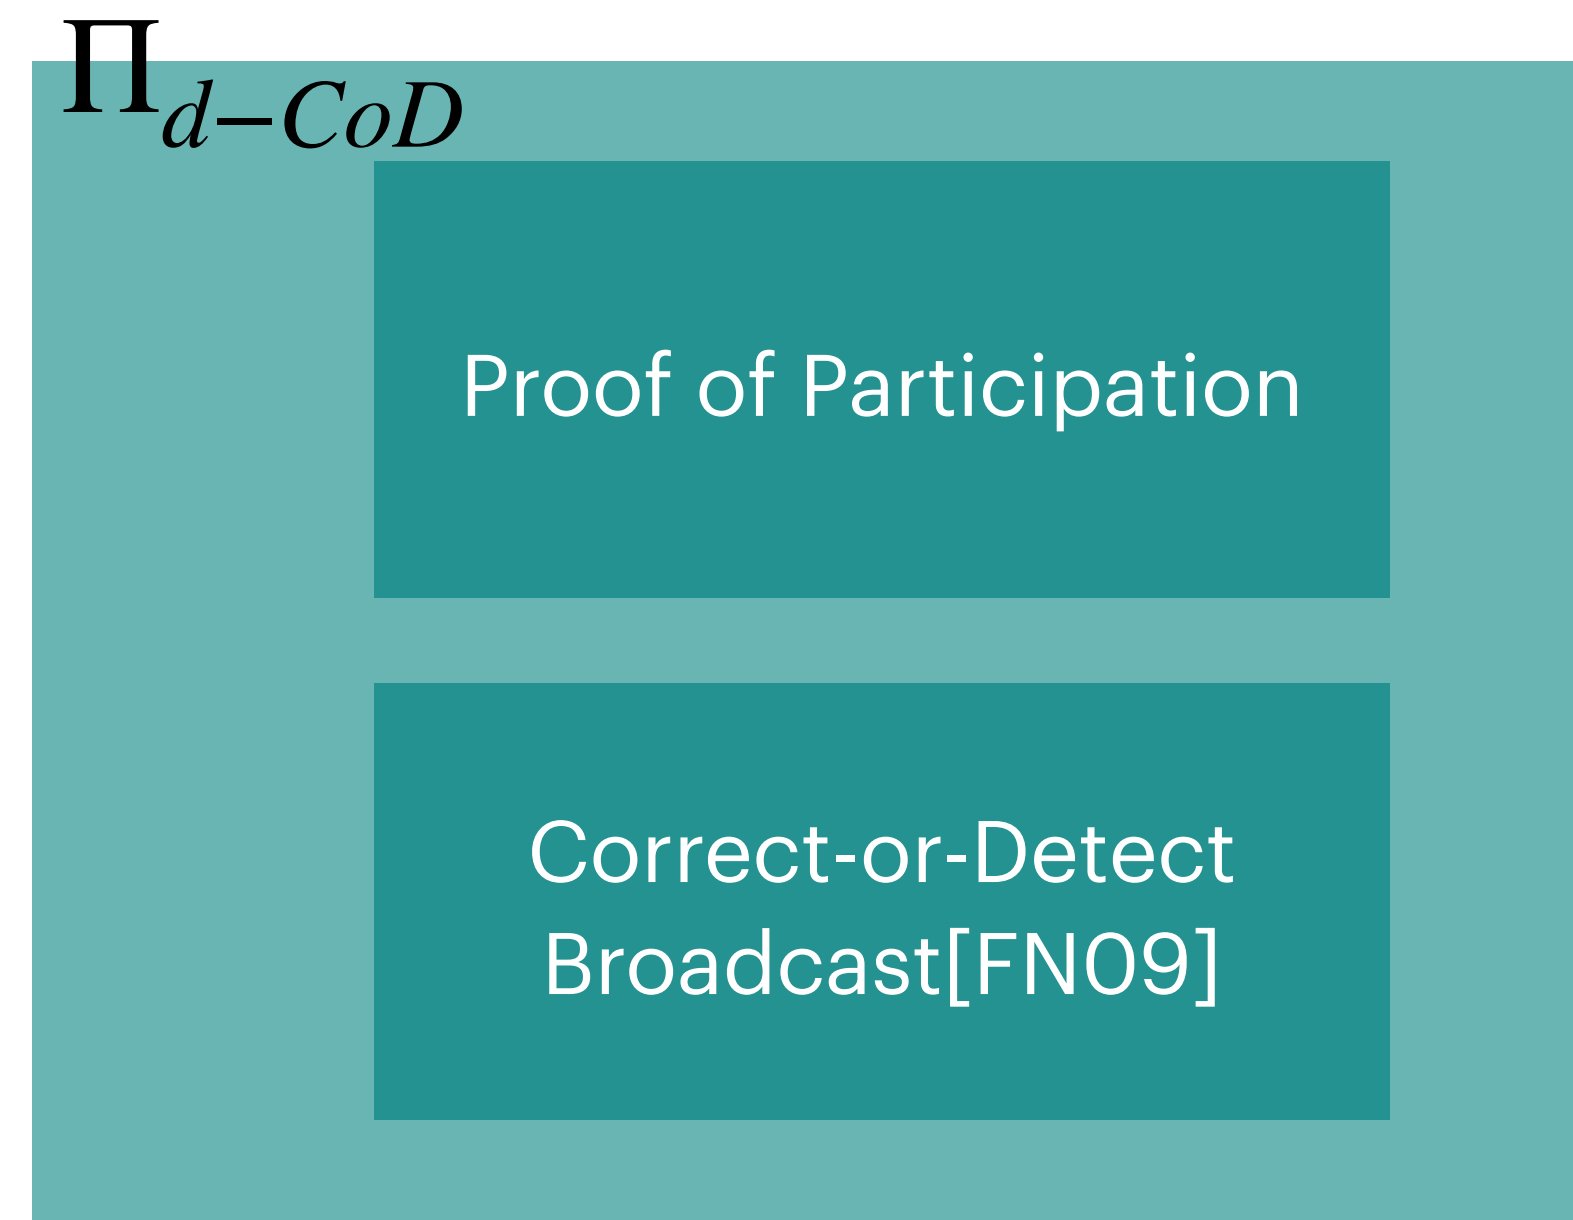 Π_{d−CoD}
Proof of Participation
Correct-or-Detect
Broadcast[FN09]